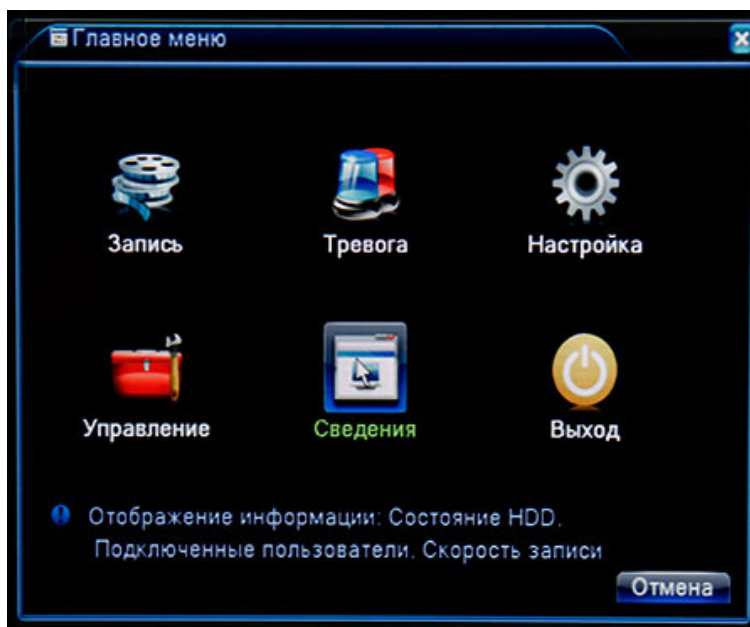 Главное меню
Запись
Тревога
Настройка
Управление
Сведения
Выход
Отображение информации: Состояние HDD.
Подключенные пользователи. Скорость записи
Отмена